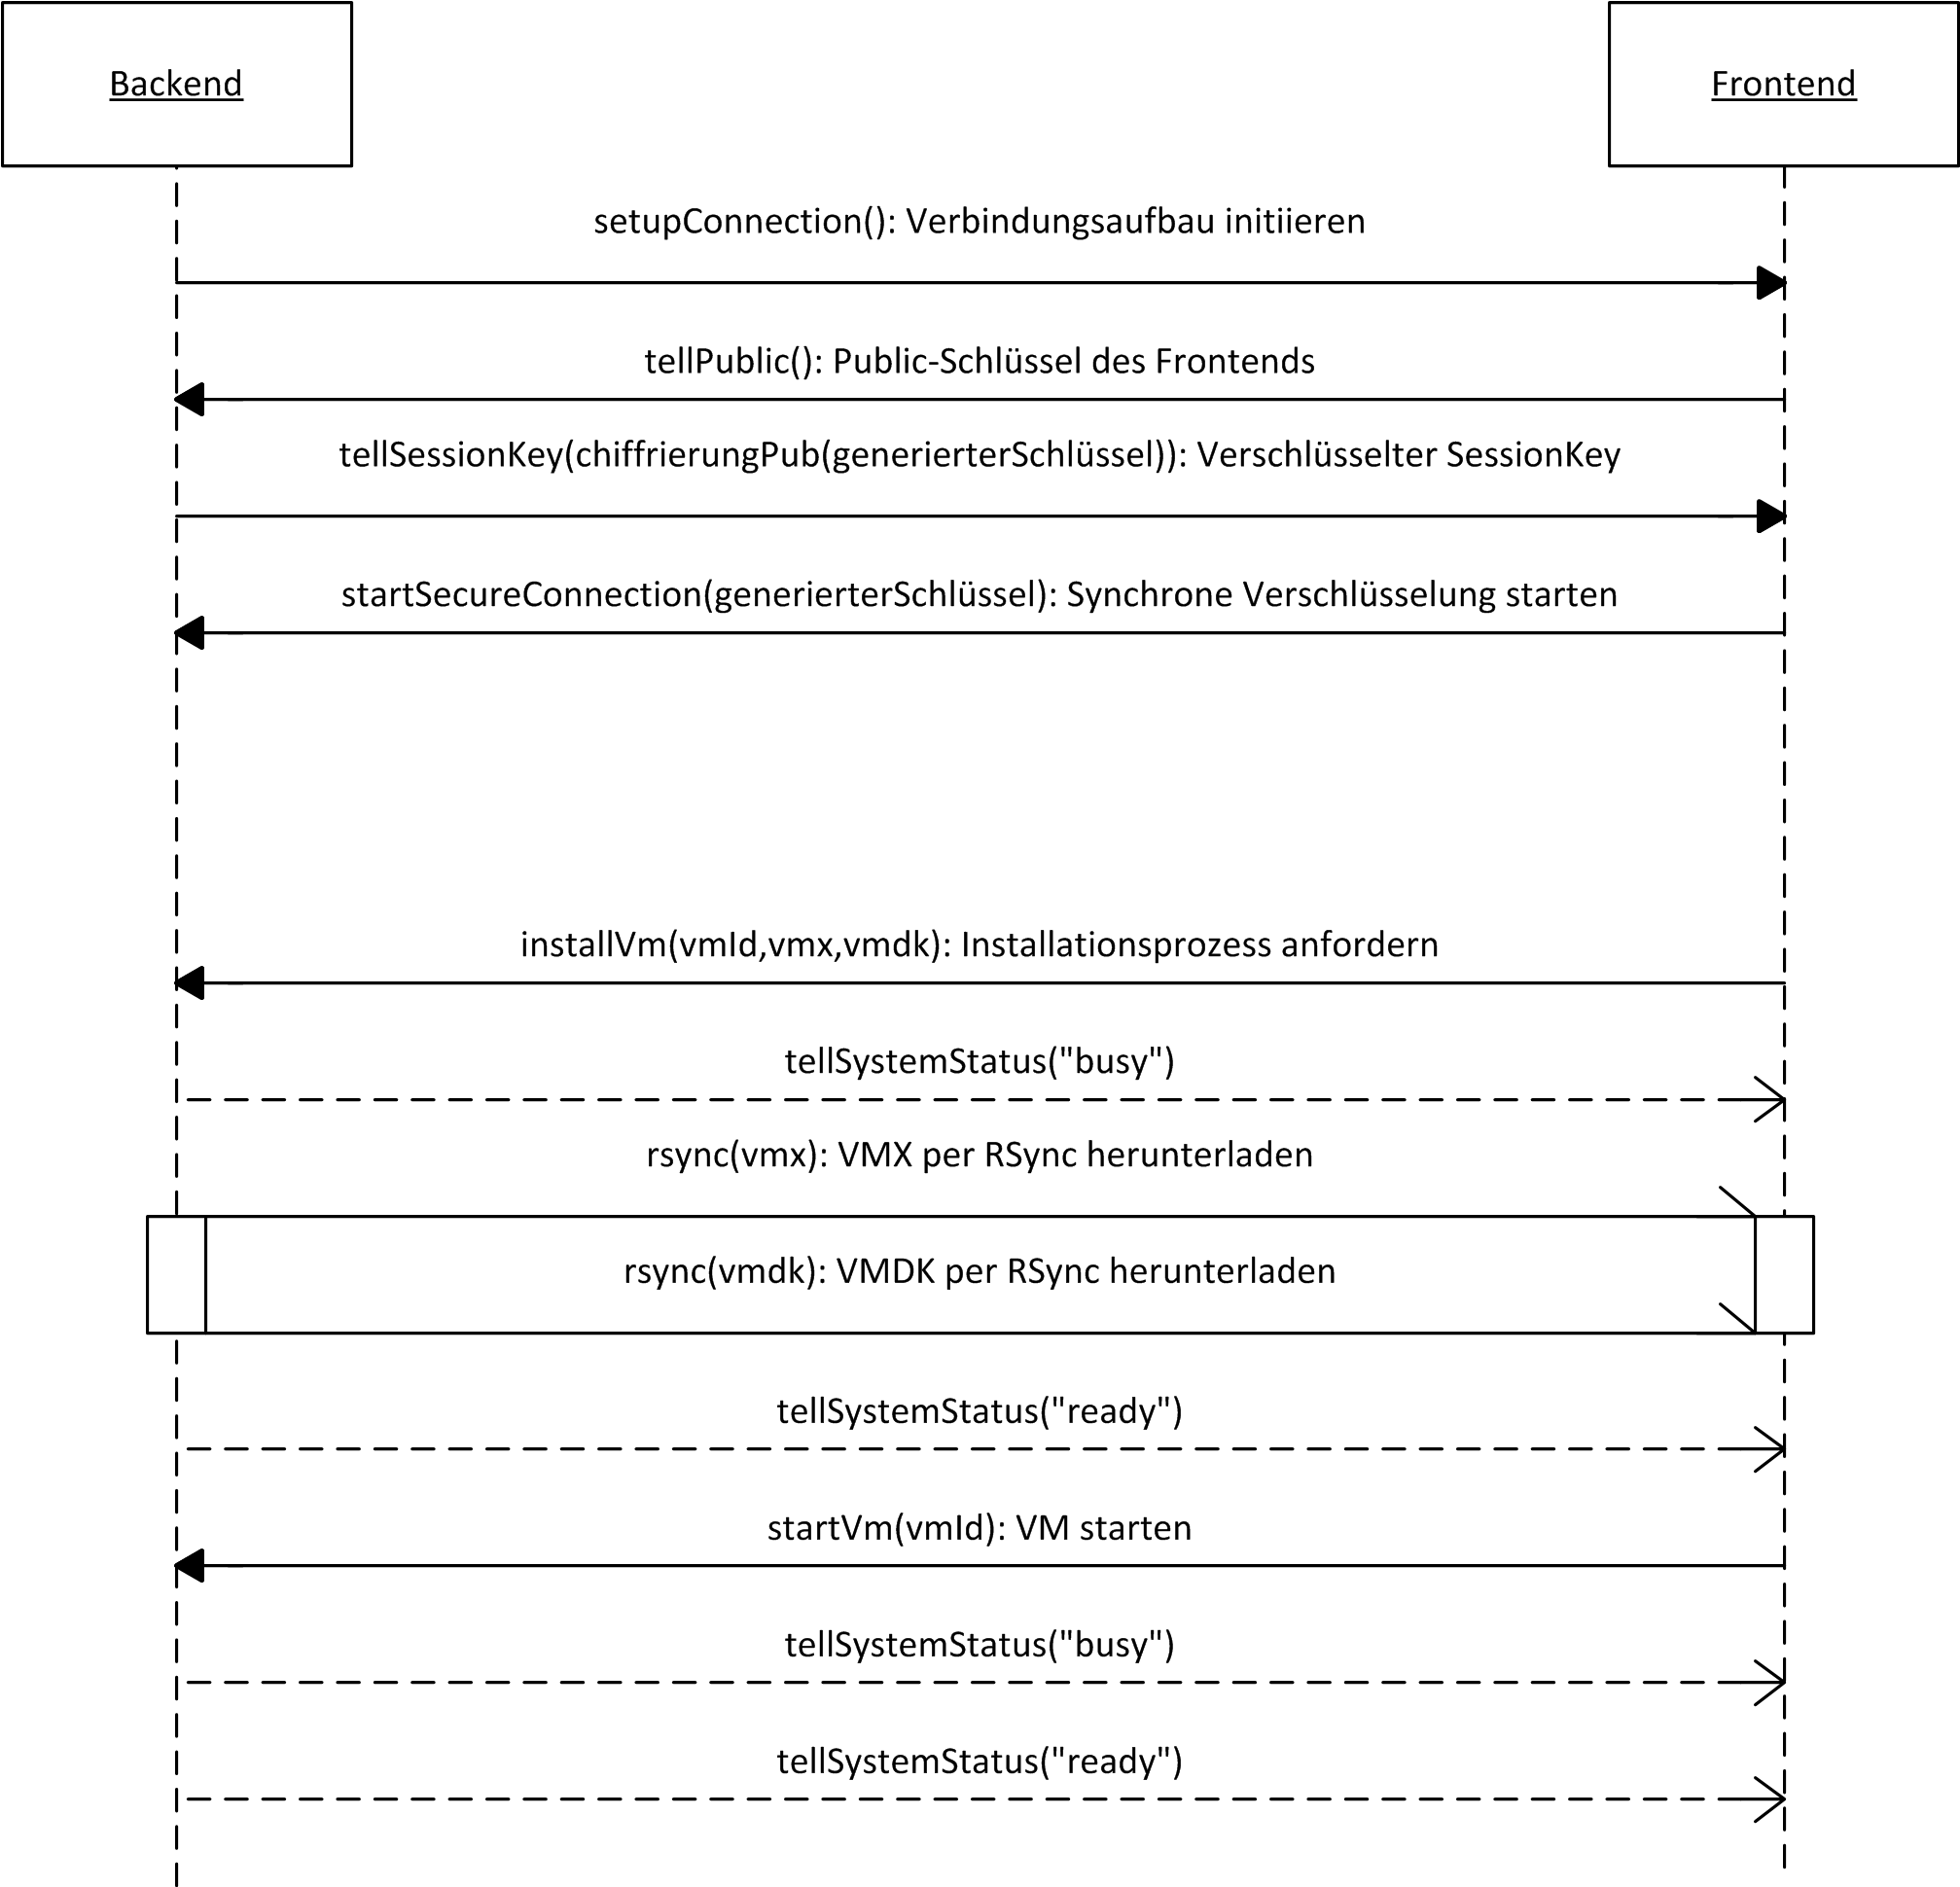 Backend
Frontend
setupConnection(): Verbindungsaufbau initiieren
tellPublic(): Public-Schlüssel des Frontends
tellSessionKey(chiffrierungPub(generierterSchlüssel)): Verschlüsselter SessionKey
startSecureConnection(generierterSchlüssel): Synchrone Verschlüsselung starten
installVm(vmId,vmx,vmdk): Installationsprozess anfordern
tellSystemStatus("busy")
rsync(vmx): VMX per RSync herunterladen
rsync(vmdk): VMDK per RSync herunterladen
tellSystemStatus("ready")
startVm(vmId): VM starten
tellSystemStatus("busy")
tellSystemStatus("ready")